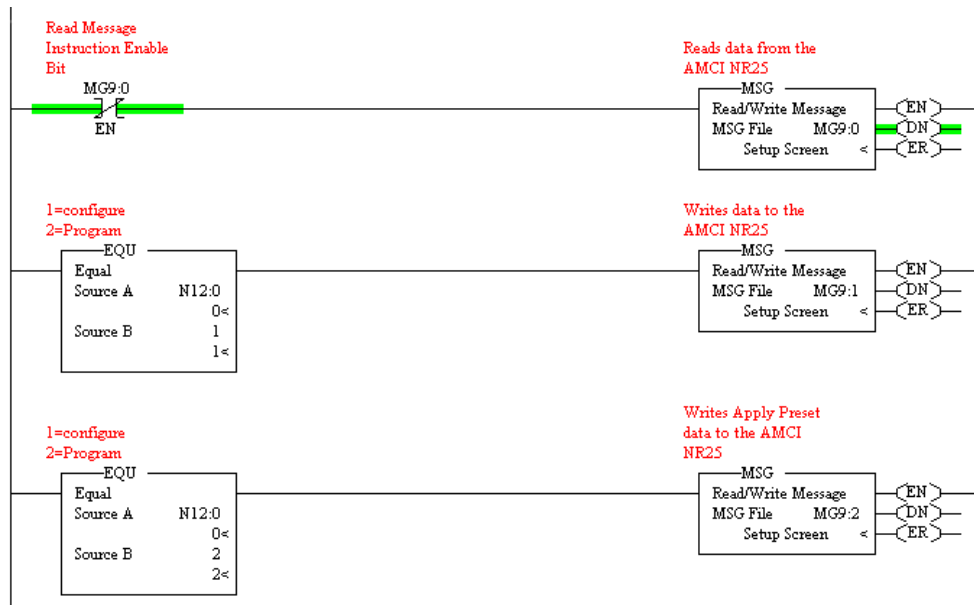 Read Message
Instruction Enable
Bit
MG9:0
EN
Reads data from the
AMCI NR25
MSG
Read/Write Message
MSG File MG9:0
Setup Screen <
EN
DN
ER
1=configure
2=Program
EQU
Equal
Source A N12:0
0<
Source B 1
1<
Writes data to the
AMCI NR25
MSG
Read/Write Message
MSG File MG9:1
Setup Screen <
EN
DN
ER
1=configure
2=Program
EQU
Equal
Source A N12:0
0<
Source B 2
2<
Writes Apply Preset
data to the AMCI
NR25
MSG
Read/Write Message
MSG File MG9:2
Setup Screen <
EN
DN
ER